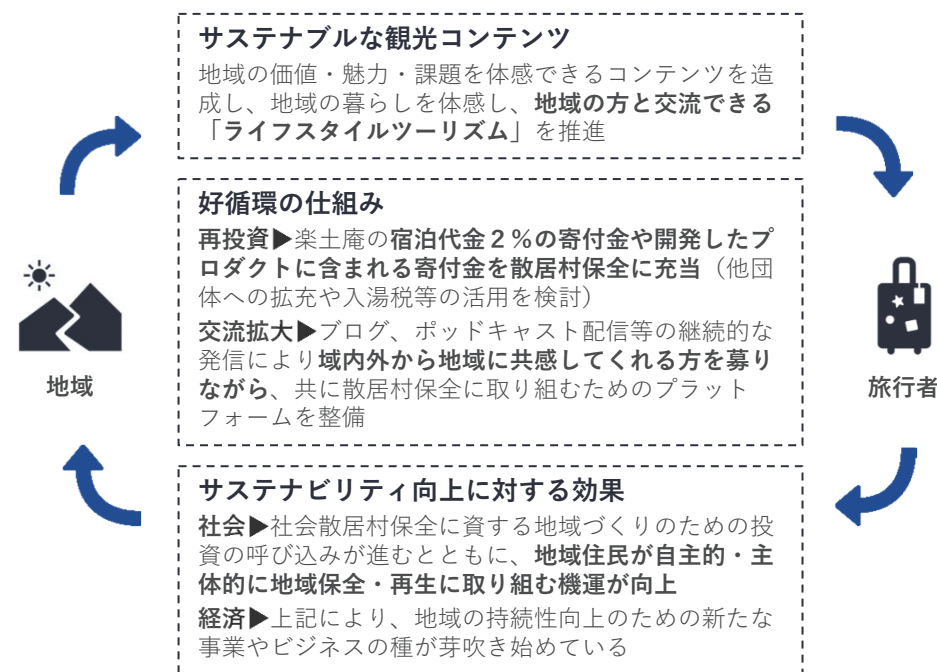 サステナブルな観光コンテンツ
地域の価値・魅力・課題を体感できるコンテンツを造
成し、地域の暮らしを体感し、地域の方と交流できる
「ライフスタイルツーリズム」を推進
好循環の仕組み
再投資▶楽土庵の宿泊代金２％の寄付金や開発したプ
ロダクトに含まれる寄付金を散居村保全に充当（他団
体への拡充や入湯税等の活用を検討）
交流拡大▶ブログ、ポッドキャスト配信等の継続的な
発信により域内外から地域に共感してくれる方を募り
ながら、共に散居村保全に取り組むためのプラット
フォームを整備
地域
旅行者
サステナビリティ向上に対する効果
社会▶社会散居村保全に資する地域づくりのための投
資の呼び込みが進むとともに、地域住民が自主的・主
体的に地域保全・再生に取り組む機運が向上
経済▶上記により、地域の持続性向上のための新たな
事業やビジネスの種が芽吹き始めている